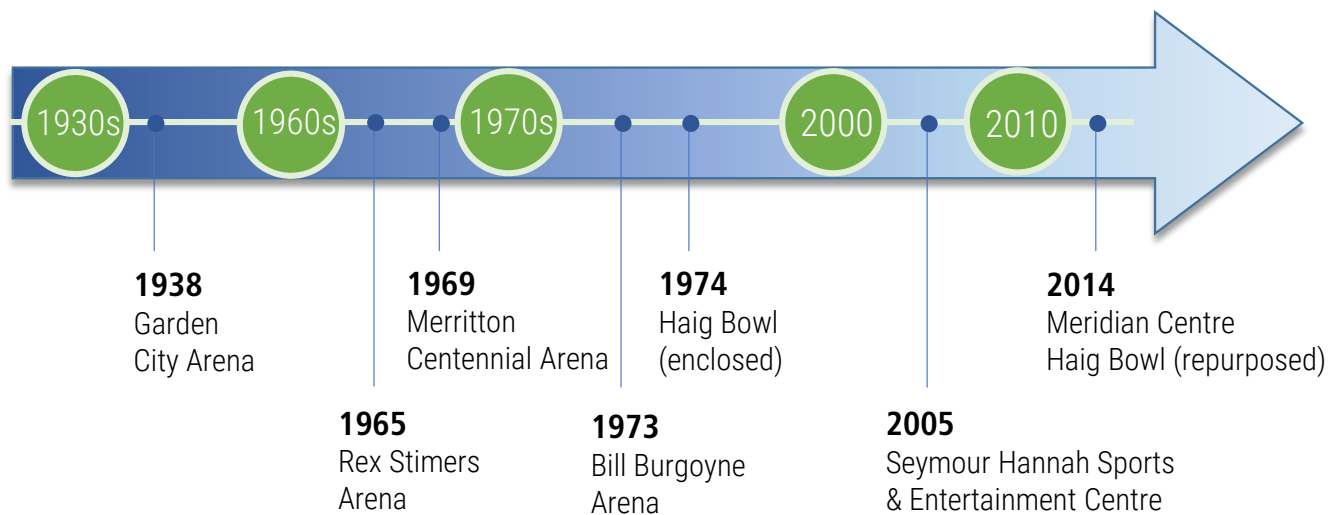 1930s
1960s
1970s
2000
2010
1938
Garden
City Arena
1965
Rex Stimers
Arena
1969
Merritton
Centennial Arena
1973
Bill Burgoyne
Arena
1974
Haig Bowl
(enclosed)
2005
Seymour Hannah Sports
& Entertainment Centre
2014
Meridian Centre
Haig Bowl (repurposed)